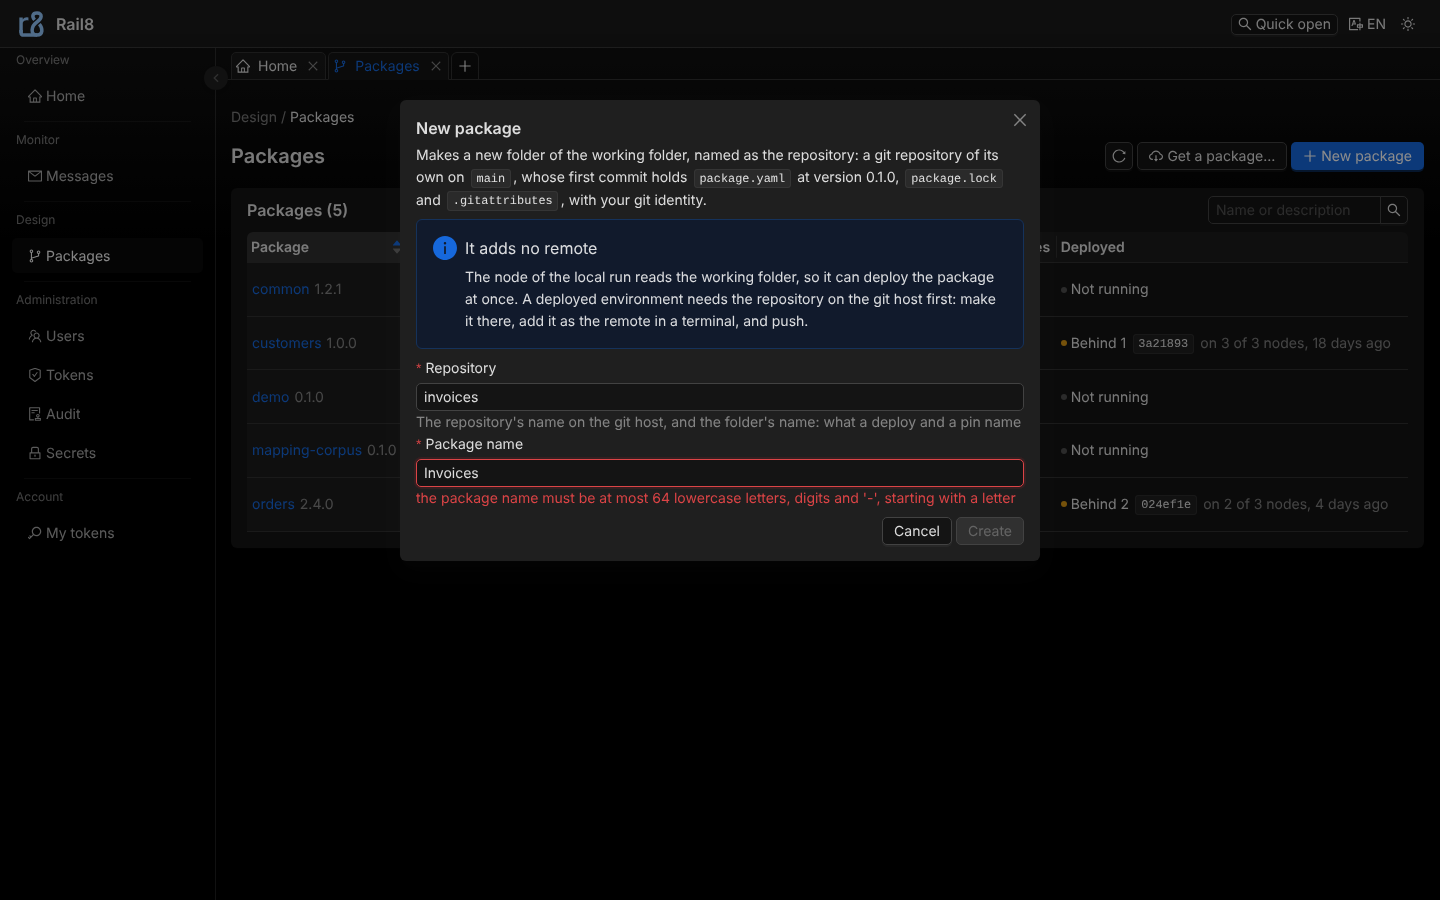 Rail8
Quick open
EN
Overview
Home
Monitor
Messages
Design
Packages
Administration
Users
Tokens
Audit
Secrets
Account
My tokens
Home
Packages
Design / Packages
Packages
Get a package...
New package
Packages (5)
Name or description
Package
es
Deployed
common 1.2.1
Not running
customers 1.0.0
Behind 1 3a21893 on 3 of 3 nodes, 18 days ago
demo 0.1.0
Not running
mapping-corpus 0.1.0
Not running
orders 2.4.0
Behind 2 024ef1e on 2 of 3 nodes, 4 days ago
New package
Makes a new folder of the working folder, named as the repository: a git repository of its
own on main, whose first commit holds package.yaml at version 0.1.0, package.lock
and .gitattributes, with your git identity.
It adds no remote
The node of the local run reads the working folder, so it can deploy the package
at once. A deployed environment needs the repository on the git host first: make
it there, add it as the remote in a terminal, and push.
* Repository
invoices
The repository's name on the git host, and the folder's name: what a deploy and a pin name
* Package name
Invoices
the package name must be at most 64 lowercase letters, digits and '-', starting with a letter
Cancel
Create